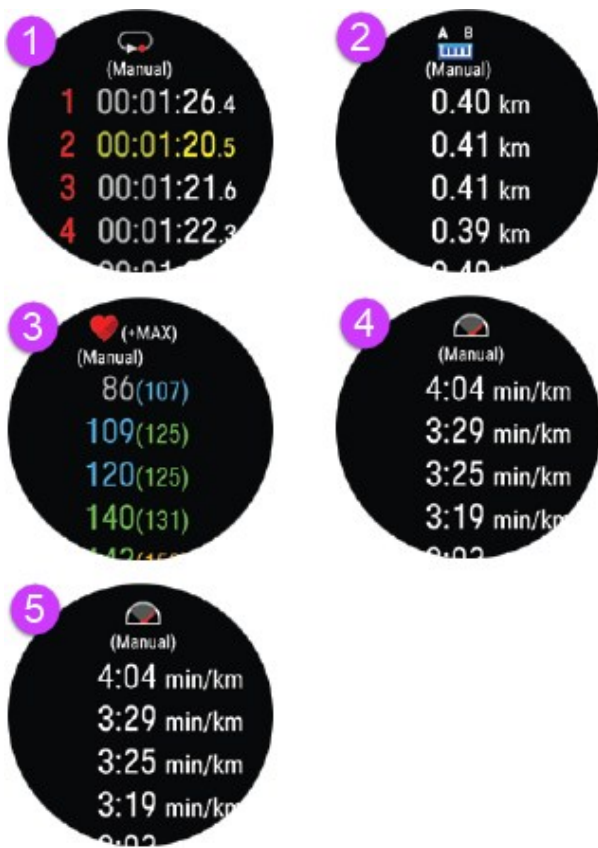 1
(Manual)
1 00:01:26.4
2 00:01:20.5
3 00:01:21.6
4 00:01:22.3
2
A B
(Manual)
0.40 km
0.41 km
0.41 km
0.39 km
3
(+MAX)
(Manual)
86(107)
109(125)
120(125)
140(131)
4
(Manual)
4:04 min/km
3:29 min/km
3:25 min/km
3:19 min/km
5
(Manual)
4:04 min/km
3:29 min/km
3:25 min/km
3:19 min/km